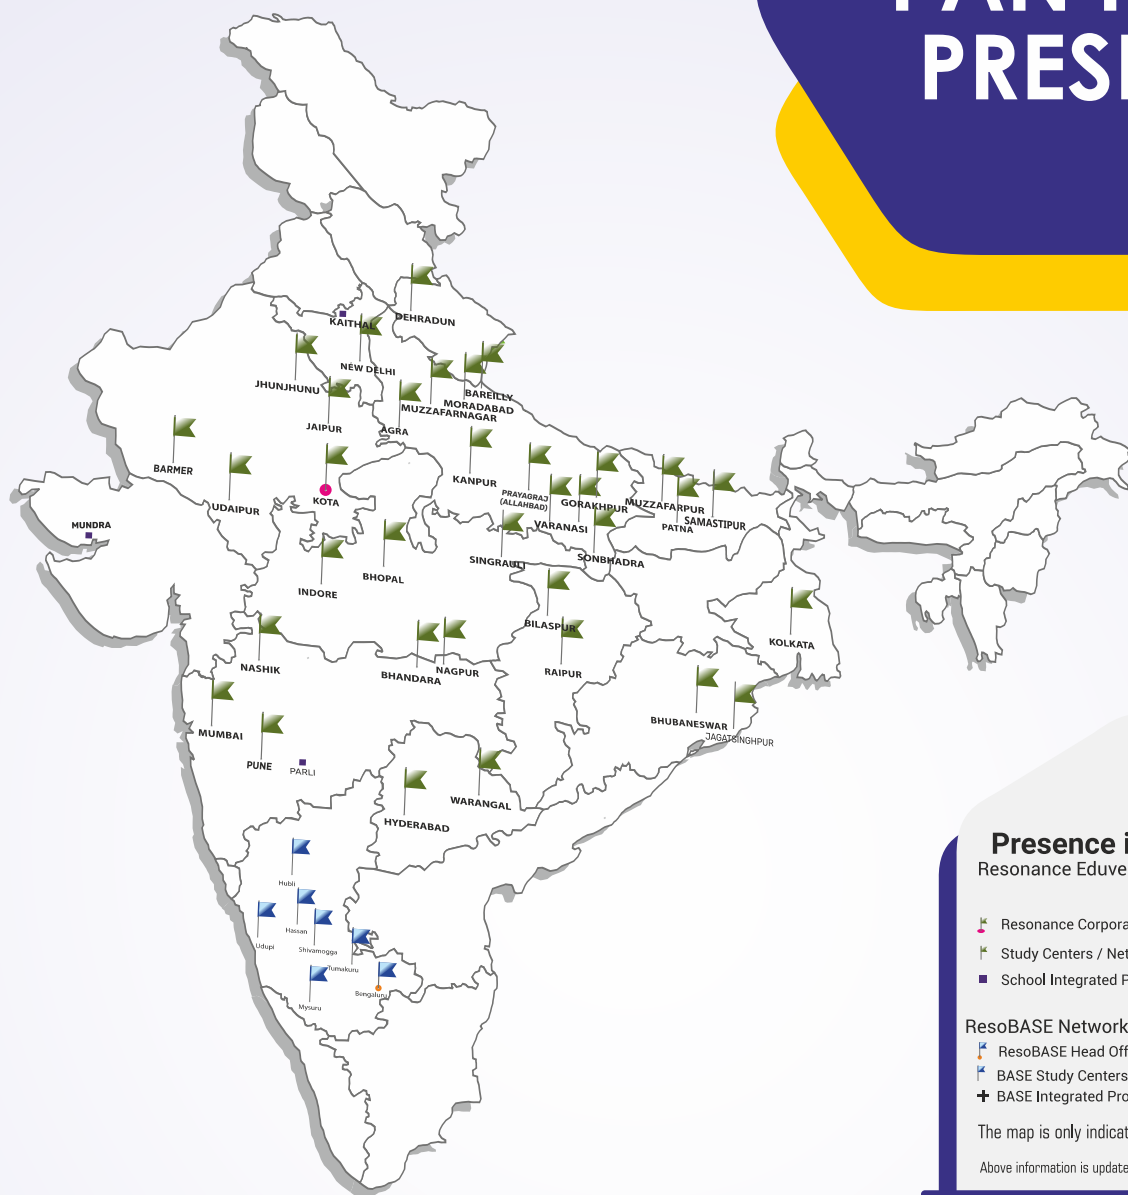 PRESE
DEHRADUN
KAITHAL
NEW DELHI
JHUNJHUNU
BAREILLY
MORADABAD
MUZZAFARNAGAR
JAIPUR
AGRA
BARMER
KANPUR
UDAIPUR
KOTA
PRAYAGRAJ
(ALLAHBAD)
GORAKHPUR
MUZZAFARPUR
SAMASTIPUR
PATNA
VARANASI
MUNDRA
SINGRAULI
SONBHADRA
BHOPAL
INDORE
BILASPUR
KOLKATA
NASHIK
BHANDARA
NAGPUR
RAIPUR
MUMBAI
BHUBANESWAR
JAGATSINGHPUR
PUNE
PARLI
WARANGAL
HYDERABAD
Hubli
Hassan
Udupi
Shivamogga
Tumakuru
Bengaluru
Mysuru
Presence i
Resonance Eduve
Resonance Corpora
Study Centers / Net
School Integrated P
ResoBASE Network
ResoBASE Head Off
BASE Study Centers
BASE Integrated Pro
The map is only indicat
Above information is update